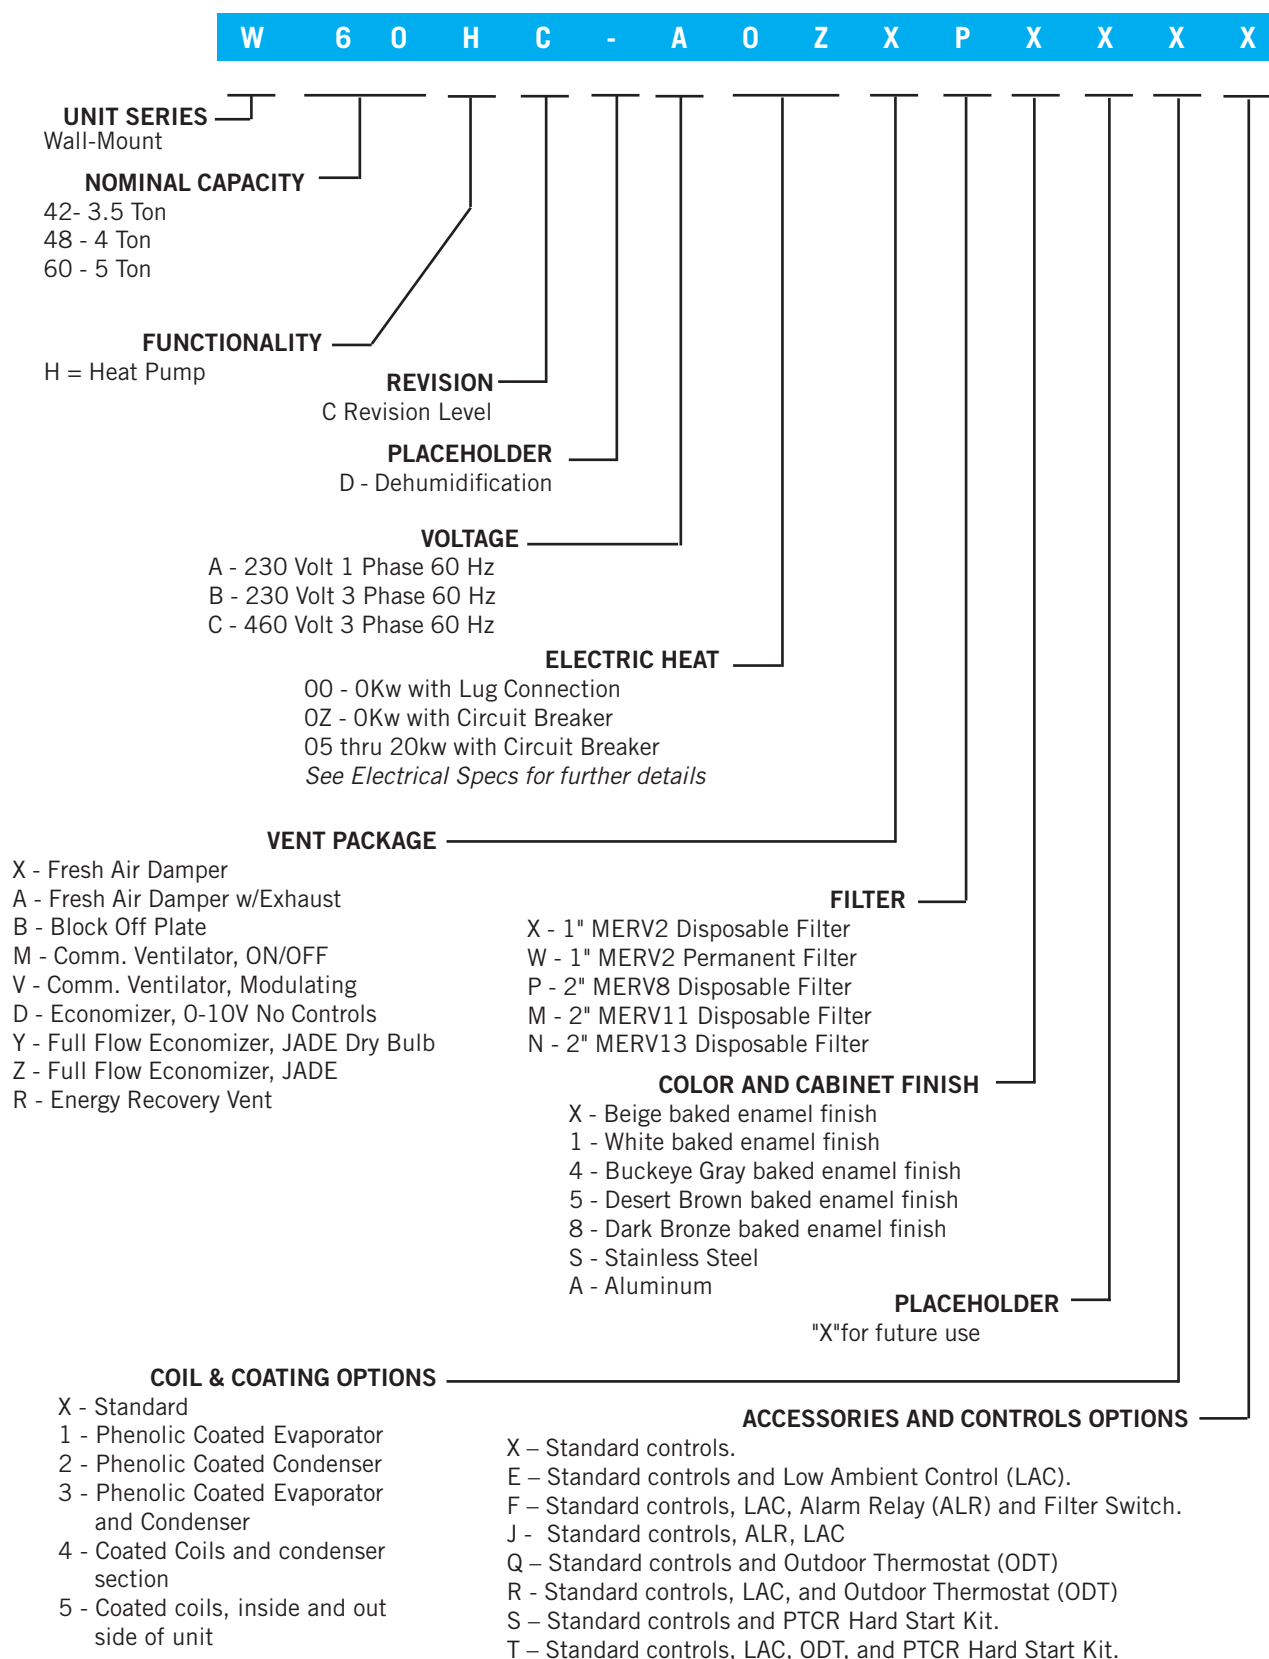 W 6 0 H C - A 0 Z X P X X X X
UNIT SERIES
Wall-Mount
NOMINAL CAPACITY
42- 3.5 Ton
48 - 4 Ton
60 - 5 Ton
FUNCTIONALITY
H = Heat Pump
REVISION
C Revision Level
PLACEHOLDER
D - Dehumidification
VOLTAGE
A - 230 Volt 1 Phase 60 Hz
B - 230 Volt 3 Phase 60 Hz
C - 460 Volt 3 Phase 60 Hz
ELECTRIC HEAT
00 - 0Kw with Lug Connection
0Z - 0Kw with Circuit Breaker
05 thru 20kw with Circuit Breaker
See Electrical Specs for further details
VENT PACKAGE
X - Fresh Air Damper
A - Fresh Air Damper w/Exhaust
B - Block Off Plate
M - Comm. Ventilator, ON/OFF
V - Comm. Ventilator, Modulating
D - Economizer, 0-10V No Controls
Y - Full Flow Economizer, JADE Dry Bulb
Z - Full Flow Economizer, JADE
R - Energy Recovery Vent
FILTER
X - 1" MERV2 Disposable Filter
W - 1" MERV2 Permanent Filter
P - 2" MERV8 Disposable Filter
M - 2" MERV11 Disposable Filter
N - 2" MERV13 Disposable Filter
COLOR AND CABINET FINISH
X - Beige baked enamel finish
1 - White baked enamel finish
4 - Buckeye Gray baked enamel finish
5 - Desert Brown baked enamel finish
8 - Dark Bronze baked enamel finish
S - Stainless Steel
A - Aluminum
PLACEHOLDER
"X"for future use
COIL & COATING OPTIONS
X - Standard
1 - Phenolic Coated Evaporator
2 - Phenolic Coated Condenser
3 - Phenolic Coated Evaporator
and Condenser
4 - Coated Coils and condenser
section
5 - Coated coils, inside and out
side of unit
ACCESSORIES AND CONTROLS OPTIONS
X – Standard controls.
E – Standard controls and Low Ambient Control (LAC).
F – Standard controls, LAC, Alarm Relay (ALR) and Filter Switch.
J - Standard controls, ALR, LAC
Q – Standard controls and Outdoor Thermostat (ODT)
R - Standard controls, LAC, and Outdoor Thermostat (ODT)
S – Standard controls and PTCR Hard Start Kit.
T – Standard controls, LAC, ODT, and PTCR Hard Start Kit.